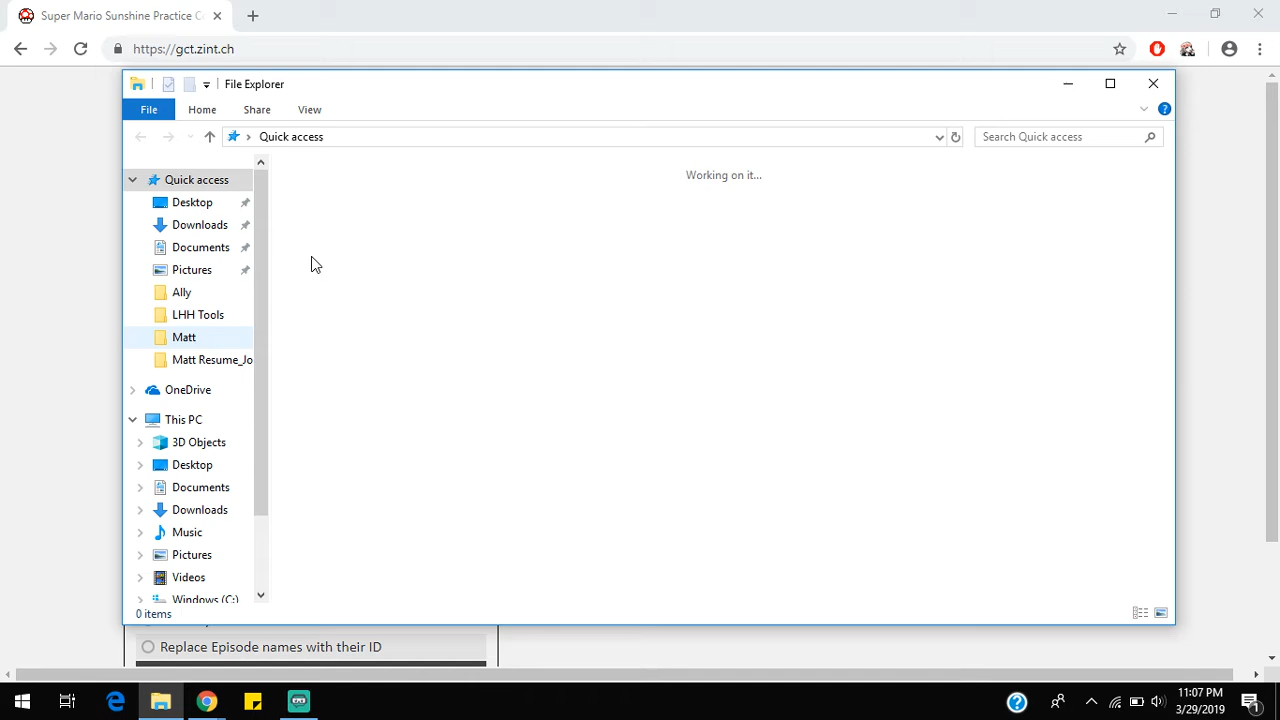 Super Mario Sunshine Practice C
https://gct.zint.ch
File Explorer
File
Home
Share
View
Quick access
Search Quick access
Working on it...
Quick access
Desktop
Downloads
Documents
Pictures
Ally
LHH Tools
Matt
Matt Resume_Jo
OneDrive
This PC
3D Objects
Desktop
Documents
Downloads
Music
Pictures
Videos
Windows (C:)
0 items
Replace Episode names with their ID
11:07 PM
3/29/2019
1